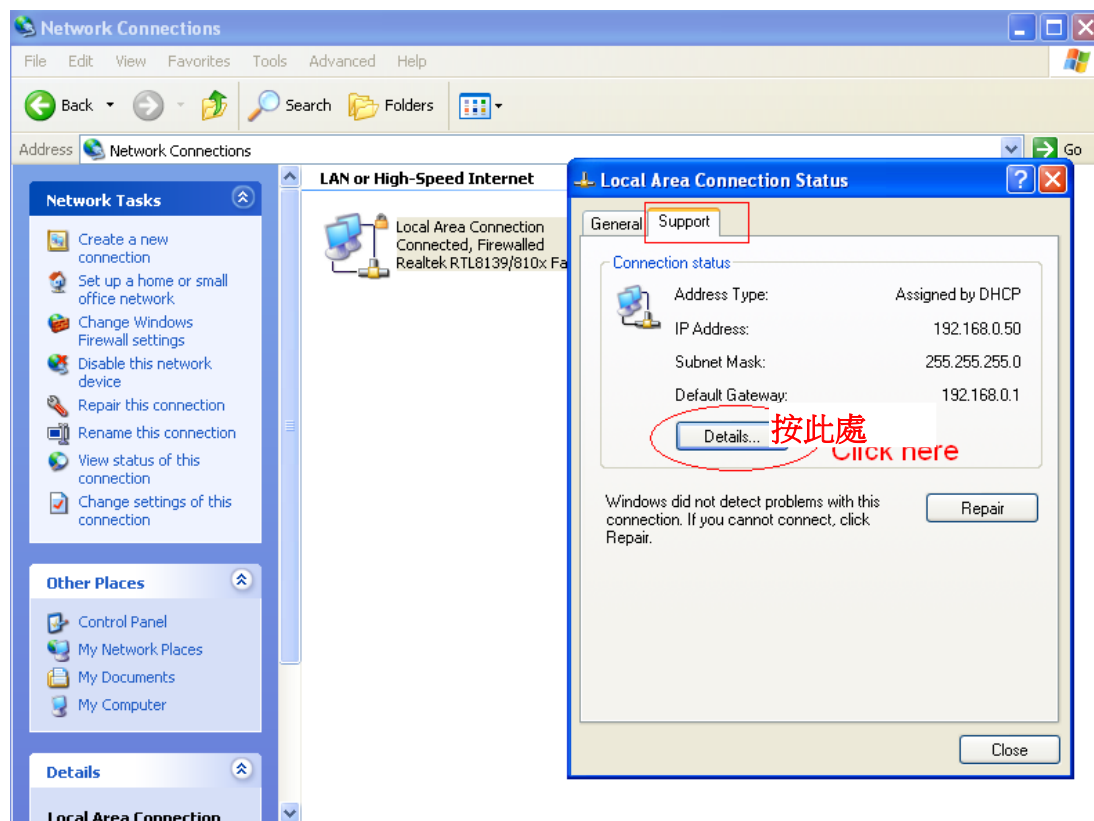 Network Connections
File Edit View Favorites Tools Advanced Help
Back Search Folders
Address Network Connections Go
Network Tasks
Create a new
connection
Set up a home or small
office network
Change Windows
Firewall settings
Disable this network
device
Repair this connection
Rename this connection
View status of this
connection
Change settings of this
connection
Other Places
Control Panel
My Network Places
My Documents
My Computer
Details
Local Area Connection
LAN or High-Speed Internet
Local Area Connection
Connected, Firewalled
Realtek RTL8139/810x Fa
Local Area Connection Status
General Support
Connection status
Address Type: Assigned by DHCP
IP Address: 192.168.0.50
Subnet Mask: 255.255.255.0
Default Gateway: 192.168.0.1
Details... 按此處
Click here
Windows did not detect problems with this
connection. If you cannot connect, click
Repair.
Repair
Close